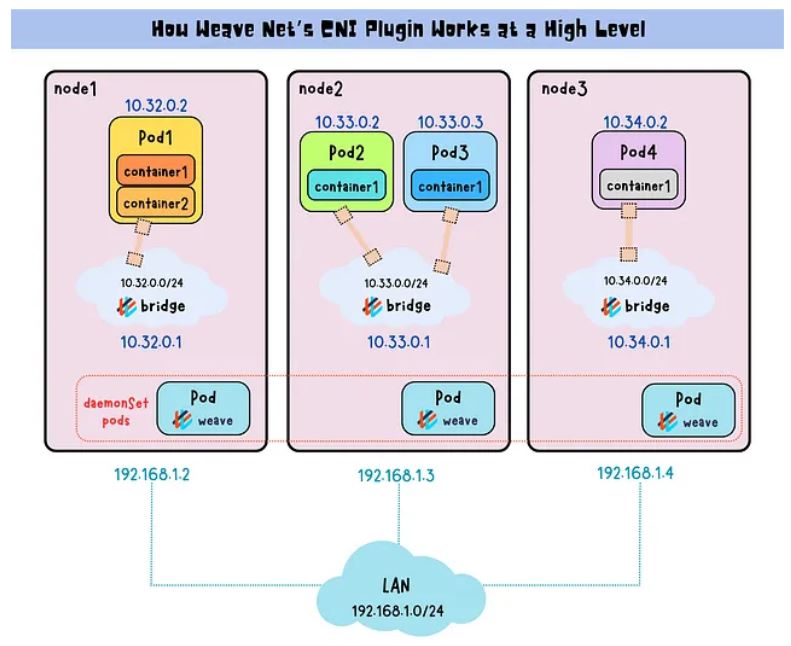 How Weave Net's CNI Plugin Works at a High Level
node1
10.32.0.2
Pod1
container1
container2
10.32.0.0/24
bridge
10.32.0.1
node2
10.33.0.2
10.33.0.3
Pod2
Pod3
container1
container1
10.33.0.0/24
bridge
10.33.0.1
node3
10.34.0.2
Pod4
container1
10.34.0.0/24
bridge
10.34.0.1
daemonSet
pods
Pod
weave
Pod
weave
Pod
weave
192.168.1.2
192.168.1.3
192.168.1.4
LAN
192.168.1.0/24